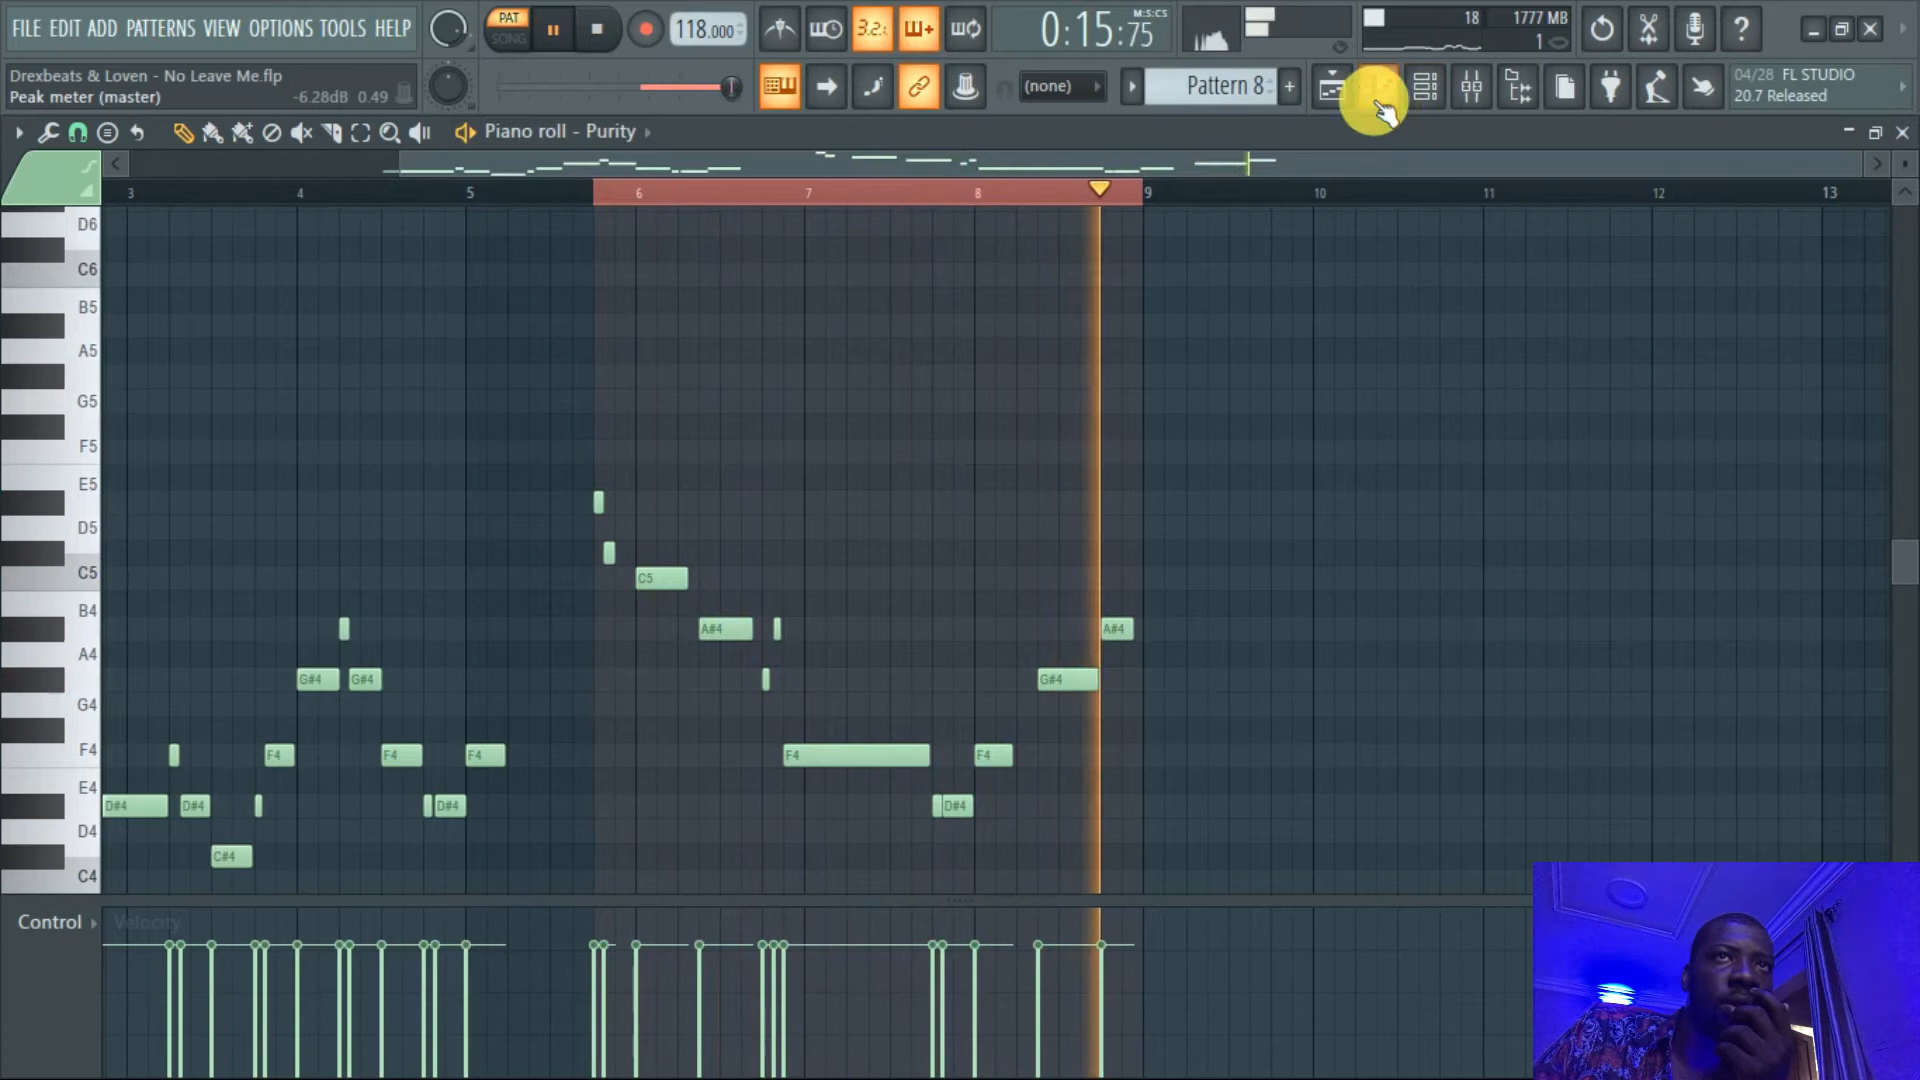 FILE EDIT ADD PATTERNS VIEW OPTIONS TOOLS HELP
PAT
SONG
118.000
3.2.
0:15:75
M:S:CS
18
1777 MB
1
Drexbeats & Loven - No Leave Me.flp
Peak meter (master)
-6.28dB 0.49
(none)
Pattern 8
04/28 FL STUDIO
20.7 Released
Piano roll - Purity
3 4 5 6 7 8 9 10 11 12 13
D6
C6
B5
A5
G5
F5
E5
D5
C5
C5
B4
A#4
A#4
A4
G#4
G#4
G#4
G4
F4
F4
F4
F4
F4
F4
E4
D#4
D#4
D#4
D#4
D4
C#4
C4
Control
Velocity